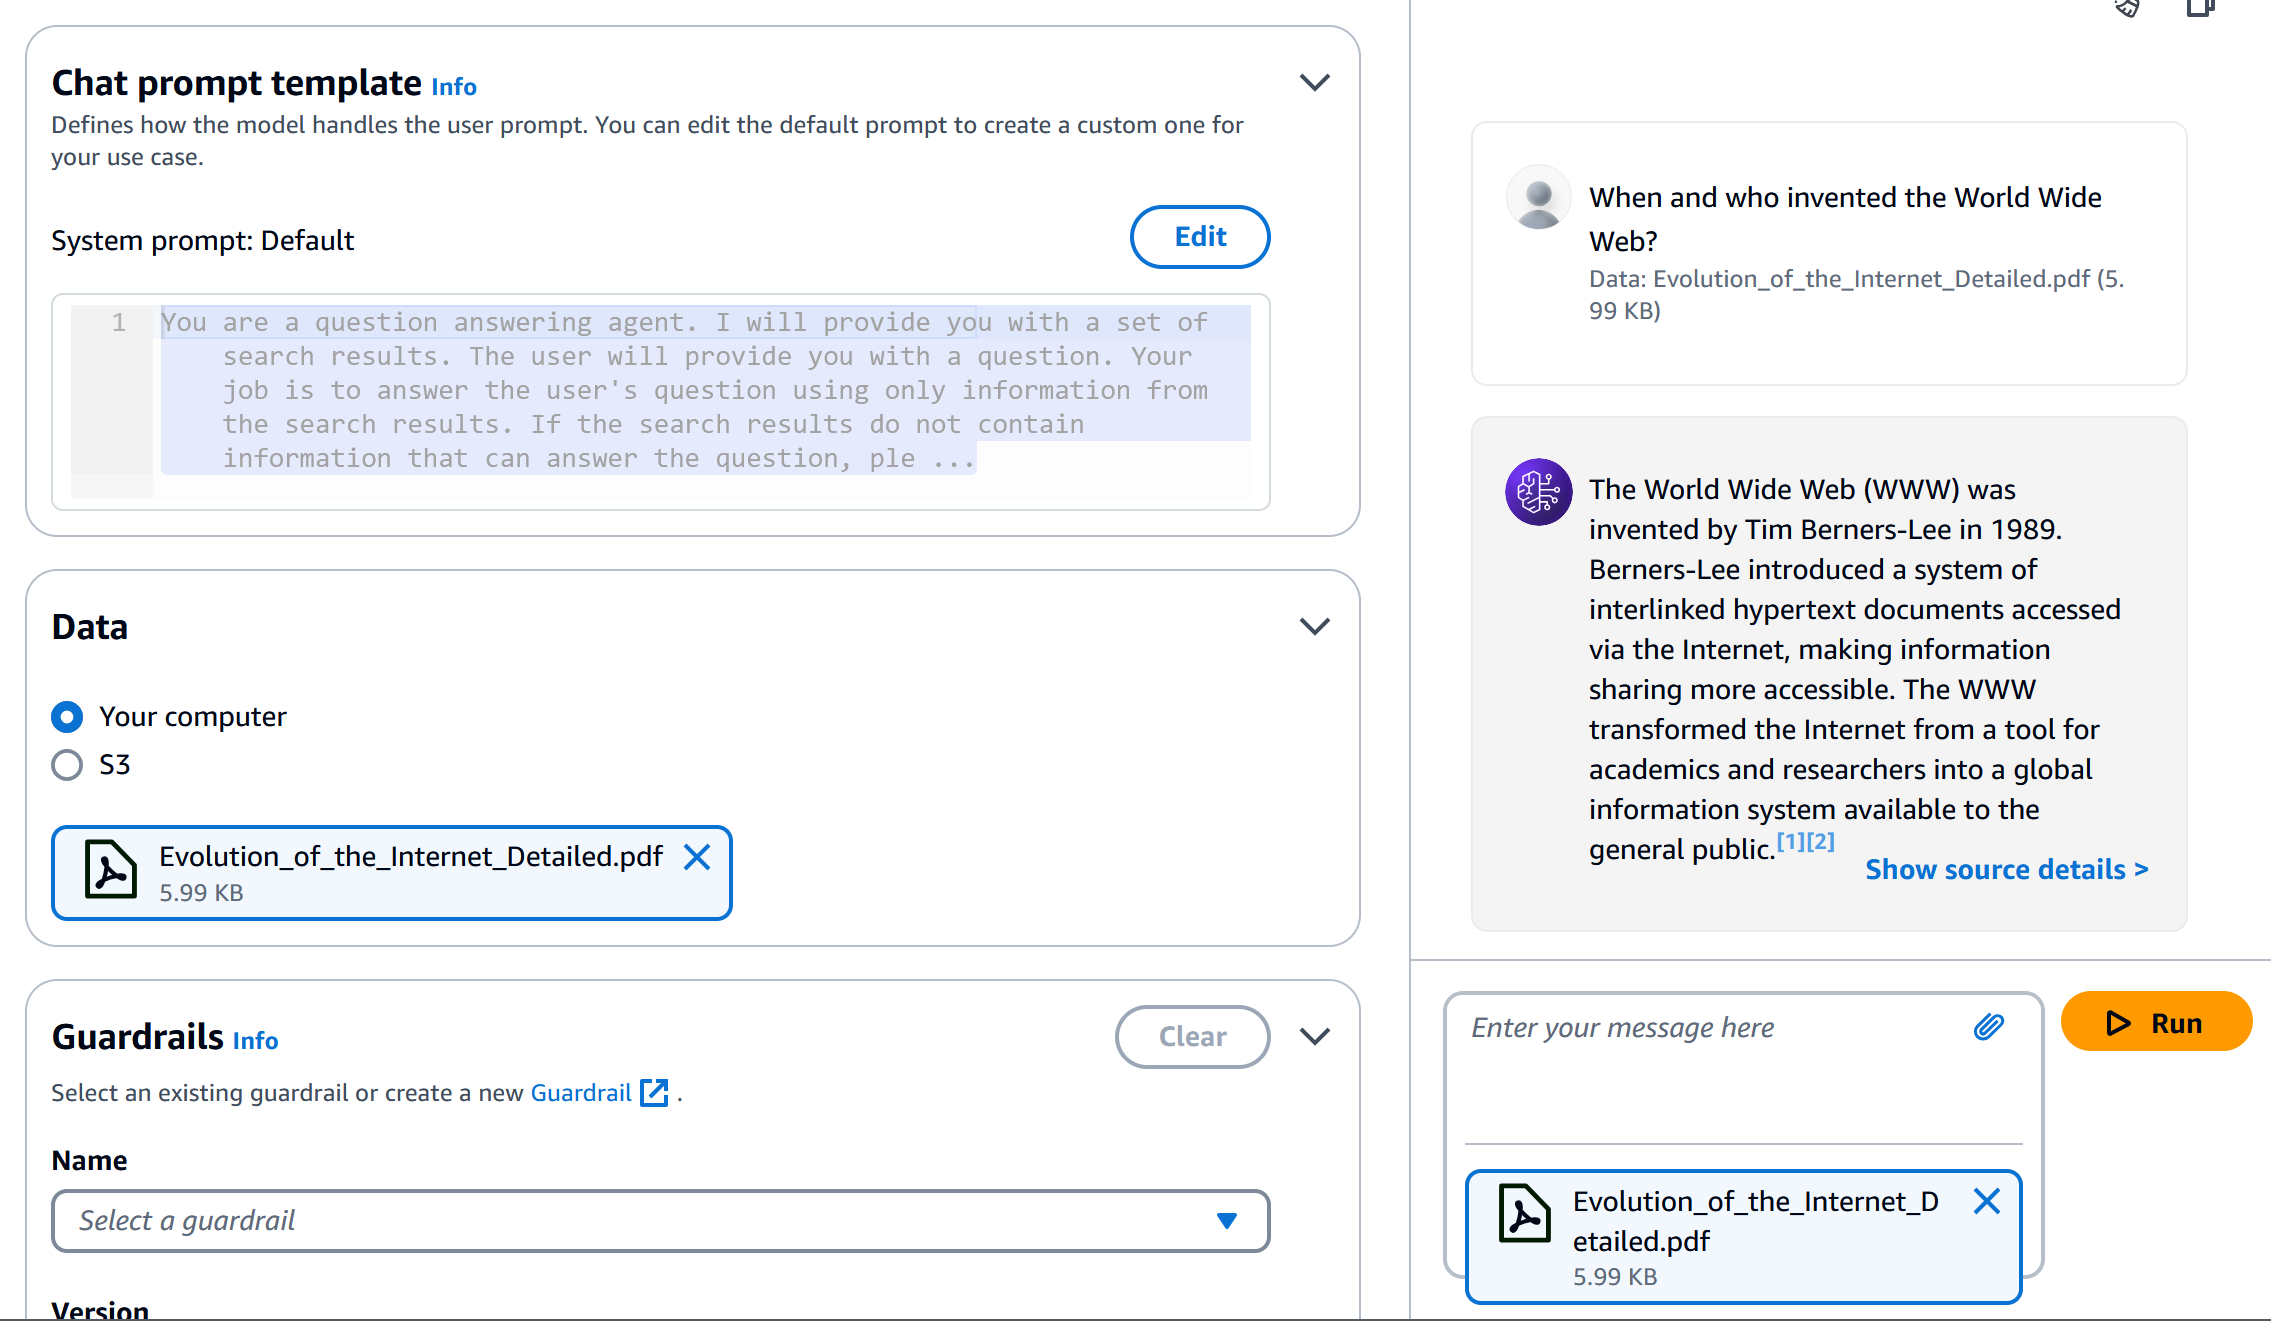 Chat prompt template Info
Defines how the model handles the user prompt. You can edit the default prompt to create a custom one for
your use case.
System prompt: Default
Edit
1 You are a question answering agent. I will provide you with a set of
search results. The user will provide you with a question. Your
job is to answer the user's question using only information from
the search results. If the search results do not contain
information that can answer the question, ple ...
Data
Your computer
S3
Evolution_of_the_Internet_Detailed.pdf
5.99 KB
Guardrails Info
Clear
Select an existing guardrail or create a new Guardrail .
Name
Select a guardrail
Version
When and who invented the World Wide
Web?
Data: Evolution_of_the_Internet_Detailed.pdf (5.
99 KB)
The World Wide Web (WWW) was
invented by Tim Berners-Lee in 1989.
Berners-Lee introduced a system of
interlinked hypertext documents accessed
via the Internet, making information
sharing more accessible. The WWW
transformed the Internet from a tool for
academics and researchers into a global
information system available to the
general public.[1][2]
Show source details >
Enter your message here
Run
Evolution_of_the_Internet_D
etailed.pdf
5.99 KB